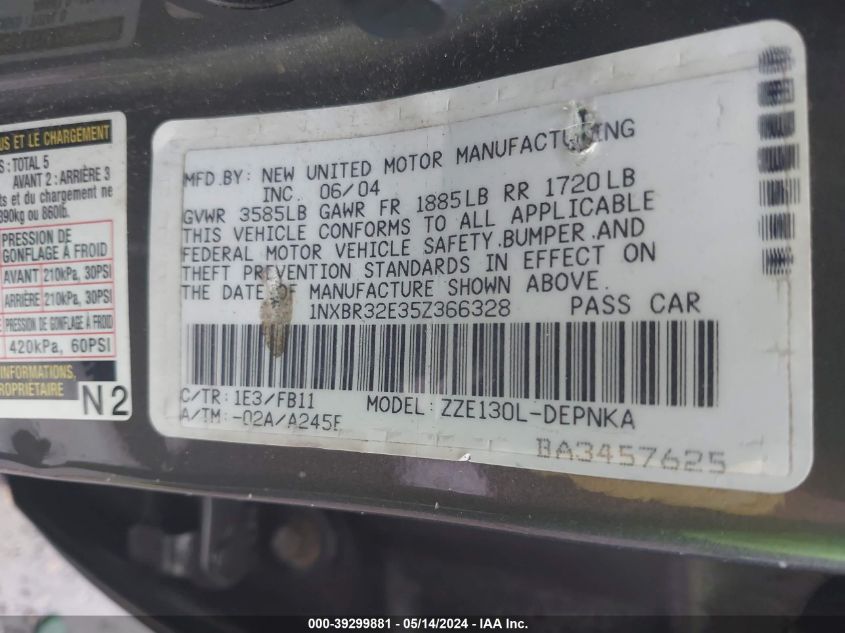 US ET LE CHARGEMENT
S : TOTAL 5
AVANT 2 : ARRIÈRE 3
ts et du chargement ne
390kg ou 860lb.
PRESSION DE
GONFLAGE À FROID
AVANT 210kPa, 30PSI
ARRIÈRE 210kPa, 30PSI
PRESSION DE GONFLAGE À FROID
420kPa, 60PSI
INFORMATIONS,
PROPRIÉTAIRE
N2
MFD.BY: NEW UNITED MOTOR MANUFACTURING
INC. 06/04
GVWR 3585LB GAWR FR 1885LB RR 1720LB
THIS VEHICLE CONFORMS TO ALL APPLICABLE
FEDERAL MOTOR VEHICLE SAFETY,BUMPER,AND
THEFT PREVENTION STANDARDS IN EFFECT ON
THE DATE OF MANUFACTURE SHOWN ABOVE.
1NXBR32E35Z366328 PASS CAR
C/TR: 1E3/FB11 MODEL: ZZE130L-DEPNKA
A/TM: -02A/A245E
BA3457625
000-39299881 - 05/14/2024 - IAA Inc.